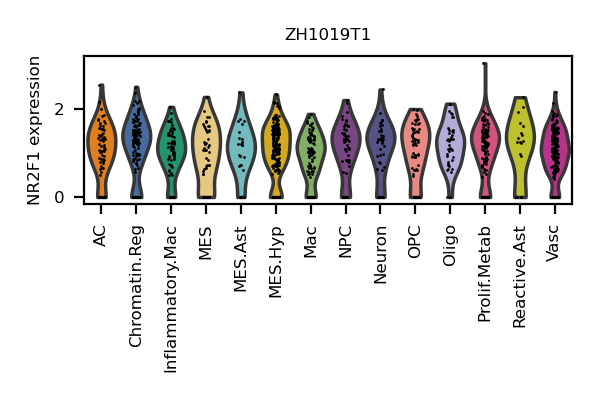 ZH1019T1
NR2F1 expression
2
0
AC
Chromatin.Reg
Inflammatory.Mac
MES
MES.Ast
MES.Hyp
Mac
NPC
Neuron
OPC
Oligo
Prolif.Metab
Reactive.Ast
Vasc